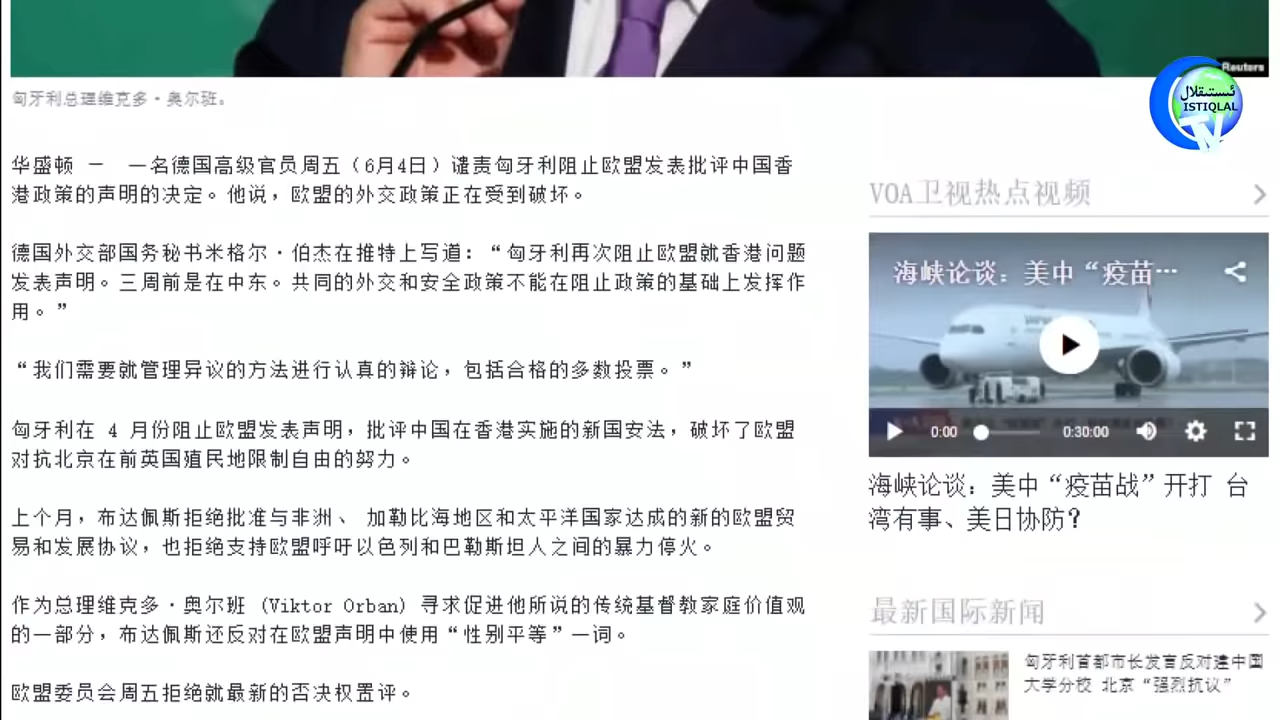 Reuters
匈牙利总理维克多·奥尔班。
ئىستىقلال
ISTIQLAL
TV
华盛顿 — 一名德国高级官员周五（6月4日）谴责匈牙利阻止欧盟发表批评中国香
港政策的声明的决定。他说，欧盟的外交政策正在受到破坏。
德国外交部国务秘书米格尔·伯杰在推特上写道：“匈牙利再次阻止欧盟就香港问题
发表声明。三周前是在中东。共同的外交和安全政策不能在阻止政策的基础上发挥作
用。”
“我们需要就管理异议的方法进行认真的辩论，包括合格的多数投票。”
匈牙利在 4 月份阻止欧盟发表声明，批评中国在香港实施的新国安法，破坏了欧盟
对抗北京在前英国殖民地限制自由的努力。
上个月，布达佩斯拒绝批准与非洲、 加勒比海地区和太平洋国家达成的新的欧盟贸
易和发展协议，也拒绝支持欧盟呼吁以色列和巴勒斯坦人之间的暴力停火。
作为总理维克多·奥尔班 (Viktor Orban) 寻求促进他所说的传统基督教家庭价值观
的一部分，布达佩斯还反对在欧盟声明中使用“性别平等”一词。
欧盟委员会周五拒绝就最新的否决权置评。
VOA卫视热点视频
海峡论谈：美中“疫苗…
0:00
0:30:00
海峡论谈：美中“疫苗战”开打 台
湾有事、美日协防？
最新国际新闻
匈牙利首都市长发言反对建中国
大学分校 北京“强烈抗议”